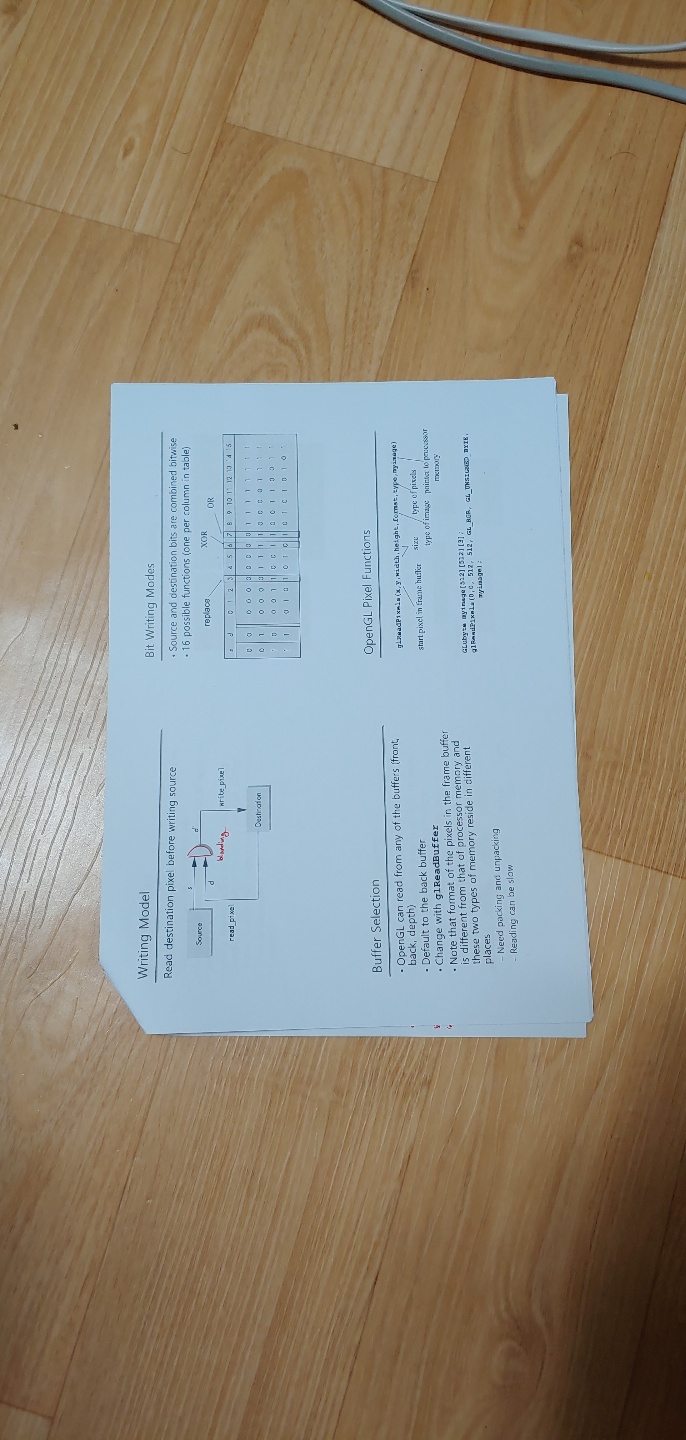 Writing Model
Read destination pixel before writing source
s
Source
d
d'
blending
write_pixel
read_pixel
Destination
Bit Writing Modes
• Source and destination bits are combined bitwise
• 16 possible functions (one per column in table)
replace
XOR
OR
s d 0 1 2 3 4 5 6 7 8 9 10 11 12 13 14 15
0 0 0 0 0 0 0 0 0 0 1 1 1 1 1 1 1 1
0 1 0 0 0 0 1 1 1 1 0 0 0 0 1 1 1 1
1 0 0 0 1 1 0 0 1 1 0 0 1 1 0 0 1 1
1 1 0 1 0 1 0 1 0 1 0 1 0 1 0 1 0 1
Buffer Selection
• OpenGL can read from any of the buffers (front,
back, depth)
• Default to the back buffer
• Change with glReadBuffer
• Note that format of the pixels in the frame buffer
is different from that of processor memory and
these two types of memory reside in different
places
– Need packing and unpacking
– Reading can be slow
OpenGL Pixel Functions
glReadPixels(x,y,width,height,format,type,myimage)
start pixel in frame buffer
size
type of image
type of pixels
pointer to processor
memory
GLubyte myimage[512][512][3];
glReadPixels(0,0, 512, 512, GL_RGB, GL_UNSIGNED_BYTE,
myimage);